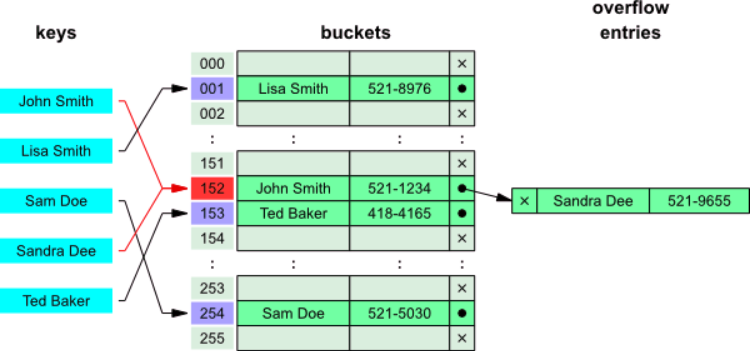 keys
buckets
overflow
entries
John Smith
Lisa Smith
Sam Doe
Sandra Dee
Ted Baker
000 ×
001 Lisa Smith 521-8976 ●
002 ×
: : : :
151 ×
152 John Smith 521-1234 ●
153 Ted Baker 418-4165 ●
154 ×
: : : :
253 ×
254 Sam Doe 521-5030 ●
255 ×
× Sandra Dee 521-9655